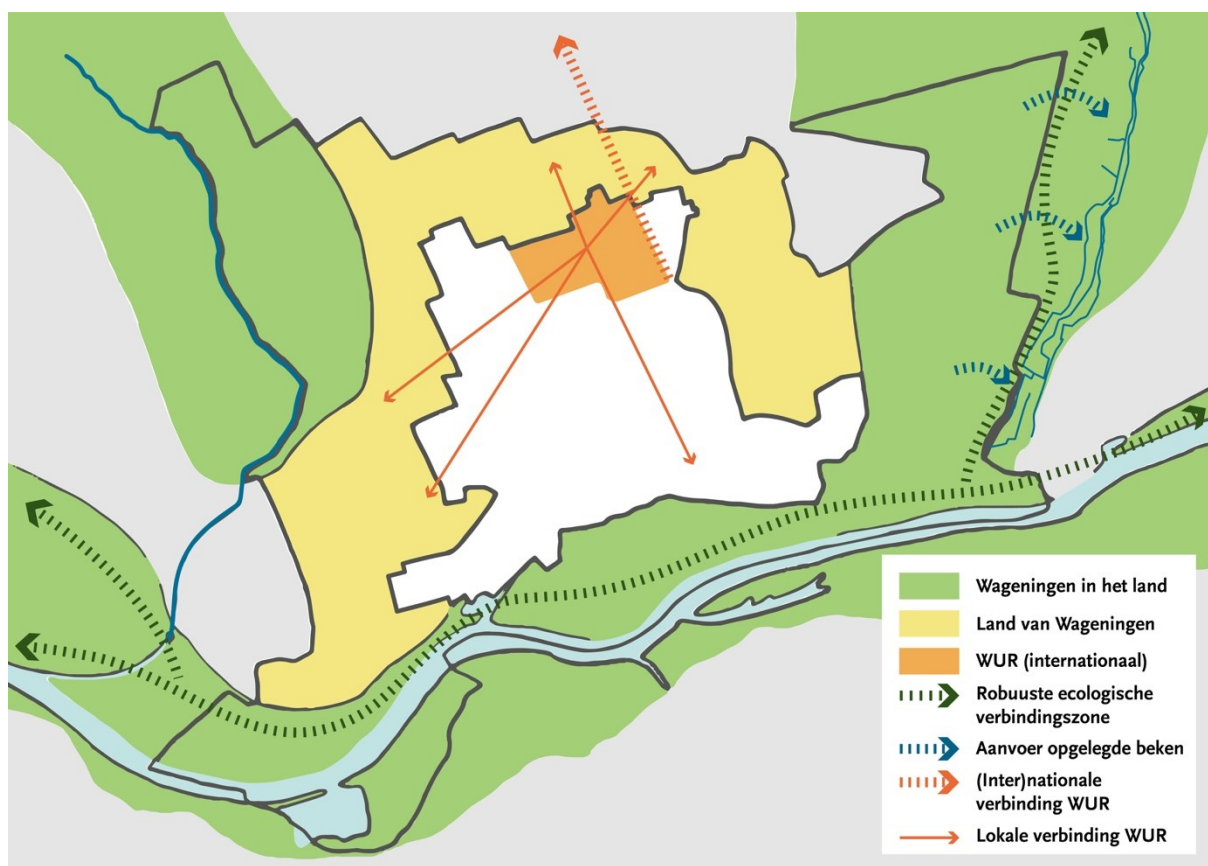 Wageningen in het land
Land van Wageningen
WUR (internationaal)
Robuuste ecologische
verbindingszone
Aanvoer opgelegde beken
(Inter)nationale
verbinding WUR
Lokale verbinding WUR